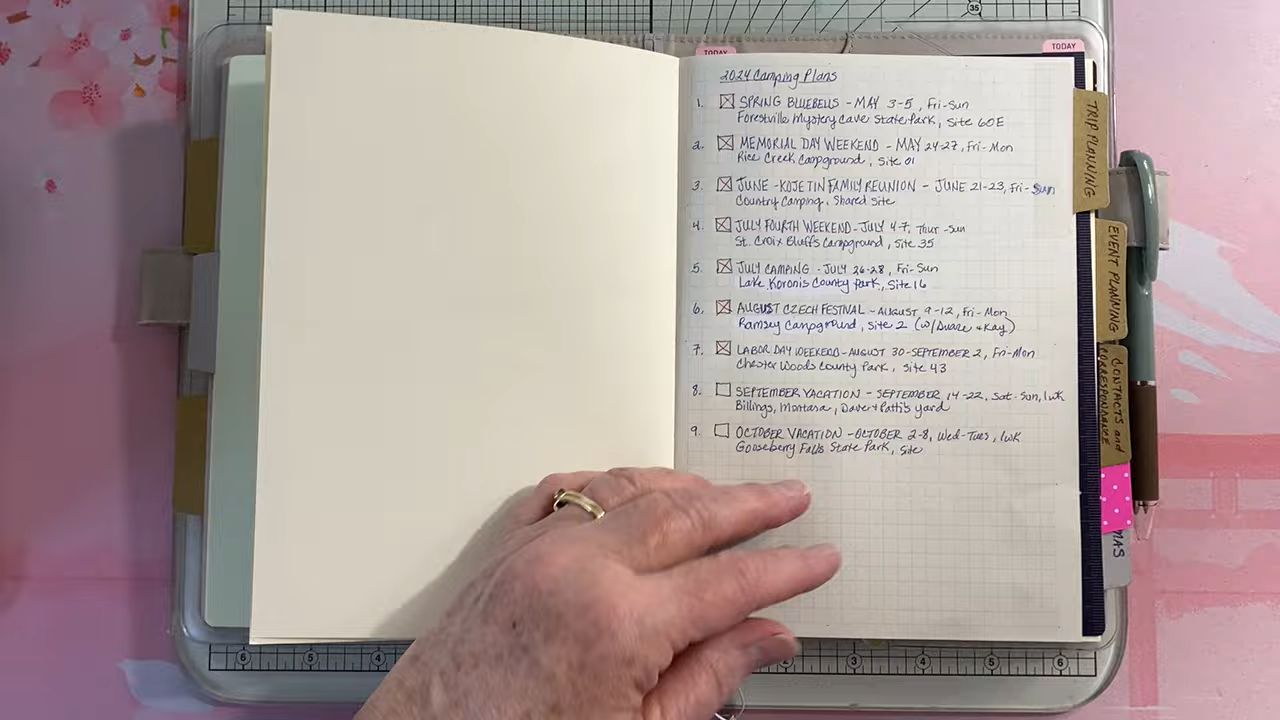 35
TODAY
TODAY
2024 Camping Plans
1. SPRING BLUEBELLS - MAY 3-5, Fri-Sun
Forestville Mystery Cave State Park, Site 60E
2. MEMORIAL DAY WEEKEND - MAY 24-27, Fri-Mon
Rice Creek Campground, Site 01
3. JUNE - KOJETIN FAMILY REUNION - JUNE 21-23, Fri-Sun
Country Camping, Shared Site
4. JULY FOURTH WEEKEND - JULY 4-7, Thur-Sun
St. Croix Bluffs Campground, Site 35
5. JULY CAMPING - JULY 26-28, Fri-Sun
Lake Koronis County Park, Site 16
6. AUGUST CZECH FESTIVAL - AUGUST 9-12, Fri-Mon
Ramsey Campground, Site 2 (w/Duane + Kay)
7. LABOR DAY WEEKEND - AUGUST 30-SEPTEMBER 2, Fri-Mon
Chester Woods County Park, Site 43
8. SEPTEMBER VACATION - SEPTEMBER 14-22, Sat-Sun, 1wk
Billings, Montana, Dave + Patti's yard
9. OCTOBER VACATION - OCTOBER 2-8, Wed-Tues, 1wk
Gooseberry Falls State Park, Site
TRIP PLANNING
EVENT PLANNING
CONTACTS and
CORRESPONDANCE
MAS
6 5 4 2 3 4 5 6